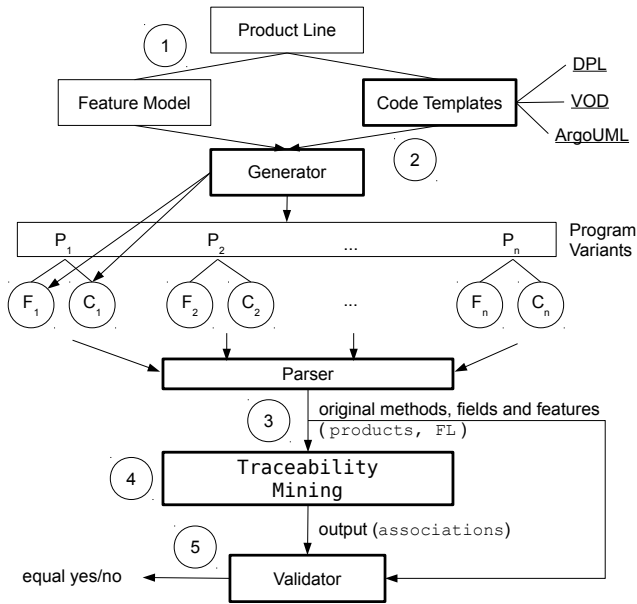 Product Line
1
Feature Model
Code Templates
DPL
VOD
ArgoUML
2
Generator
P1 P2 ... Pn
Program
Variants
F1 C1 F2 C2 ... Fn Cn
Parser
3
original methods, fields and features
(products, FL)
4
Traceability
Mining
output (associations)
5
equal yes/no
Validator